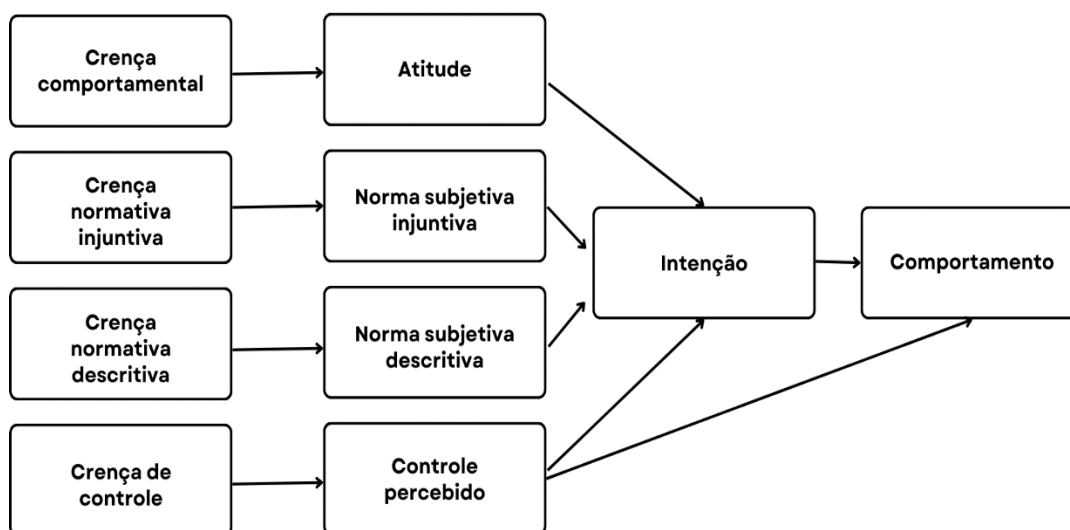 Crença
comportamental
Atitude
Crença
normativa
injuntiva
Norma subjetiva
injuntiva
Crença
normativa
descritiva
Norma subjetiva
descritiva
Crença de
controle
Controle
percebido
Intenção
Comportamento